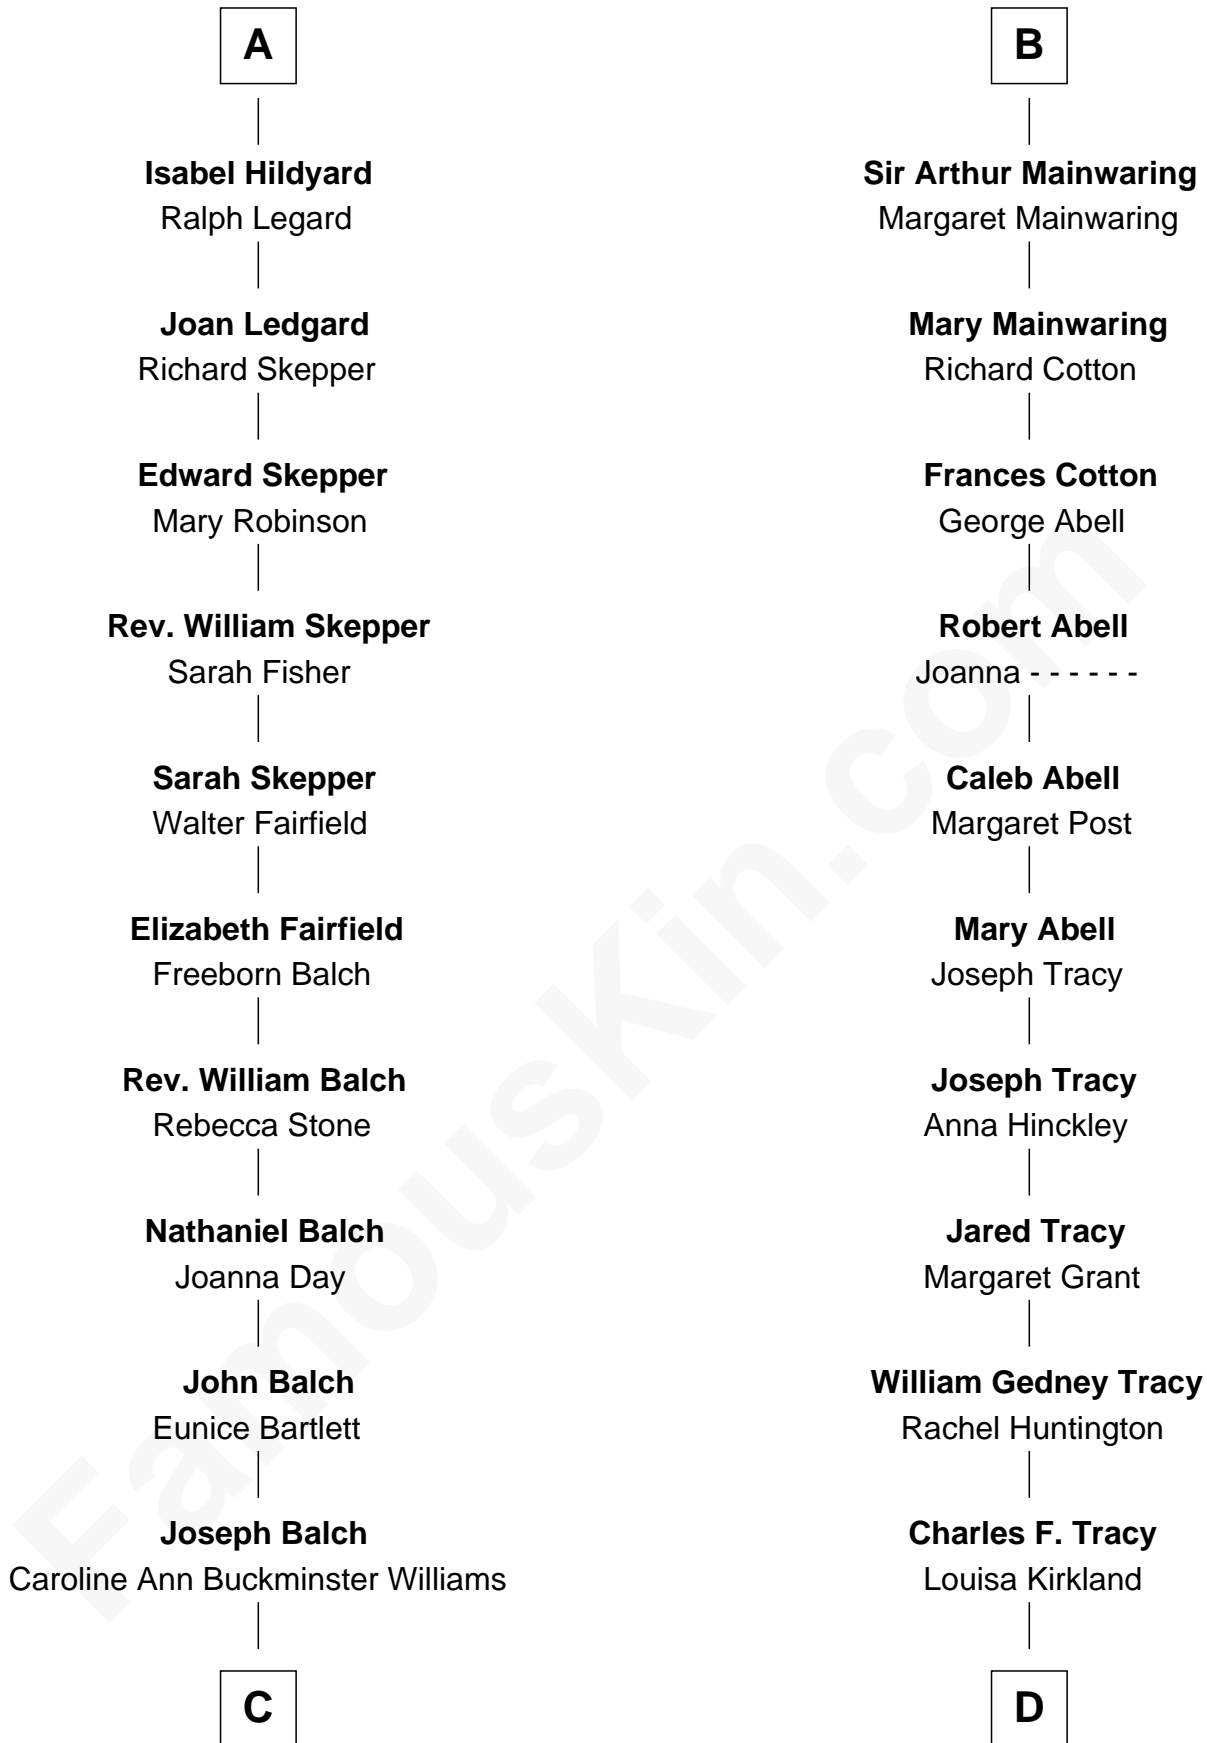 A
Isabel Hildyard
Ralph Legard
Joan Ledgard
Richard Skepper
Edward Skepper
Mary Robinson
Rev. William Skepper
Sarah Fisher
Sarah Skepper
Walter Fairfield
Elizabeth Fairfield
Freeborn Balch
Rev. William Balch
Rebecca Stone
Nathaniel Balch
Joanna Day
John Balch
Eunice Bartlett
Joseph Balch
Caroline Ann Buckminster Williams
C
B
Sir Arthur Mainwaring
Margaret Mainwaring
Mary Mainwaring
Richard Cotton
Frances Cotton
George Abell
Robert Abell
Joanna - - - - - -
Caleb Abell
Margaret Post
Mary Abell
Joseph Tracy
Joseph Tracy
Anna Hinckley
Jared Tracy
Margaret Grant
William Gedney Tracy
Rachel Huntington
Charles F. Tracy
Louisa Kirkland
D
FamousKin.com